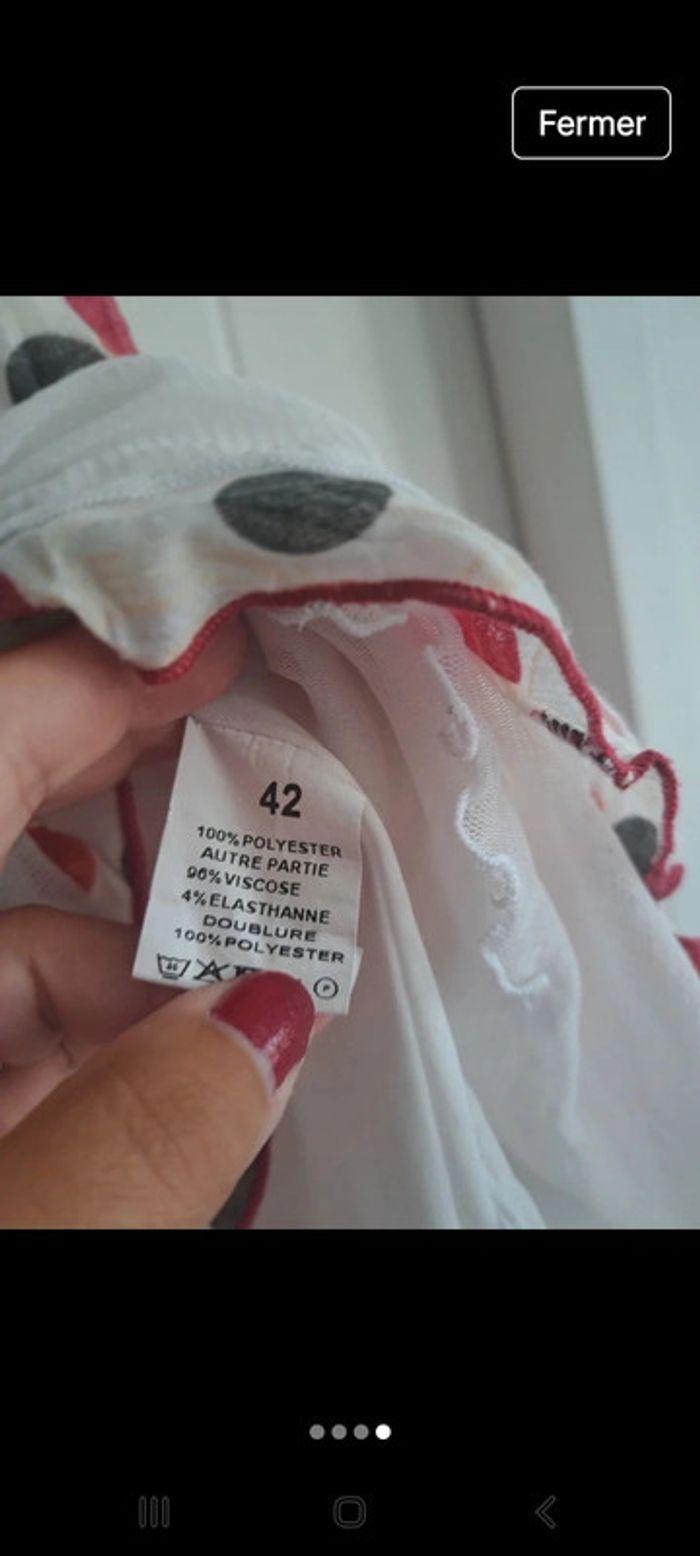 Fermer
42
100% POLYESTER
AUTRE PARTIE
96% VISCOSE
4% ELASTHANNE
DOUBLURE
100% POLYESTER
P